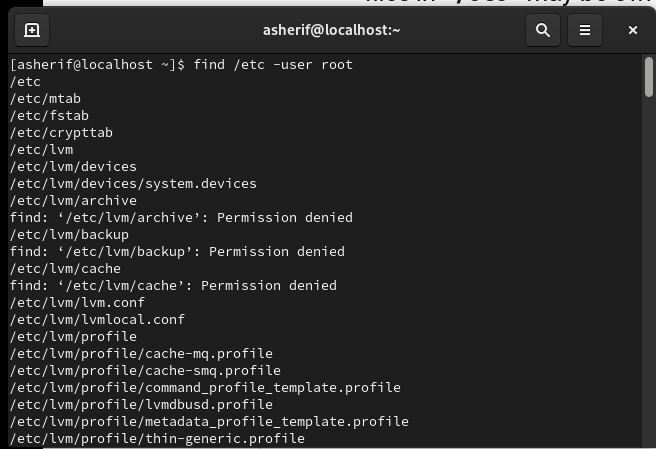 asherif@localhost:~
[asherif@localhost ~]$ find /etc -user root
/etc
/etc/mtab
/etc/fstab
/etc/crypttab
/etc/lvm
/etc/lvm/devices
/etc/lvm/devices/system.devices
/etc/lvm/archive
find: ‘/etc/lvm/archive’: Permission denied
/etc/lvm/backup
find: ‘/etc/lvm/backup’: Permission denied
/etc/lvm/cache
find: ‘/etc/lvm/cache’: Permission denied
/etc/lvm/lvm.conf
/etc/lvm/lvmlocal.conf
/etc/lvm/profile
/etc/lvm/profile/cache-mq.profile
/etc/lvm/profile/cache-smq.profile
/etc/lvm/profile/command_profile_template.profile
/etc/lvm/profile/lvmdbusd.profile
/etc/lvm/profile/metadata_profile_template.profile
/etc/lvm/profile/thin-generic.profile